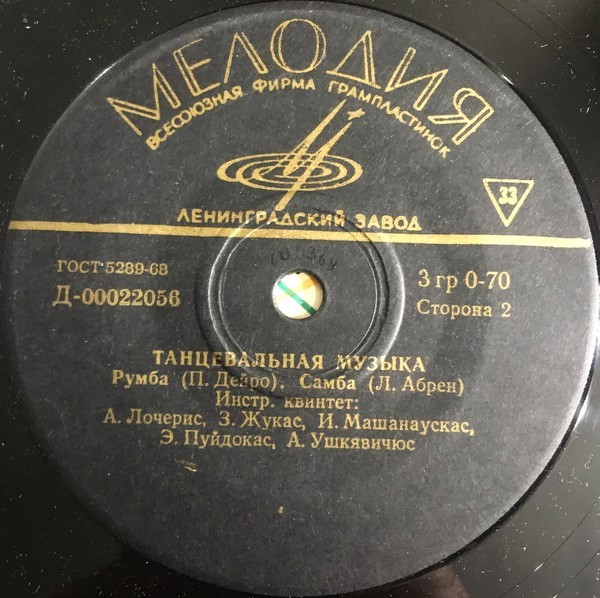 МЕЛОДИЯ
ВСЕСОЮЗНАЯ ФИРМА ГРАМПЛАСТИНОК
33
ЛЕНИНГРАДСКИЙ ЗАВОД
ГОСТ 5289-68
Д-00022056
3 гр 0-70
Сторона 2
ТАНЦЕВАЛЬНАЯ МУЗЫКА
Румба (П. Дейро). Самба (Л. Абрен)
Инстр. квинтет:
А. Лочерис, З. Жукас, И. Машанаускас,
Э. Пуйдокас, А. Ушкявичюс